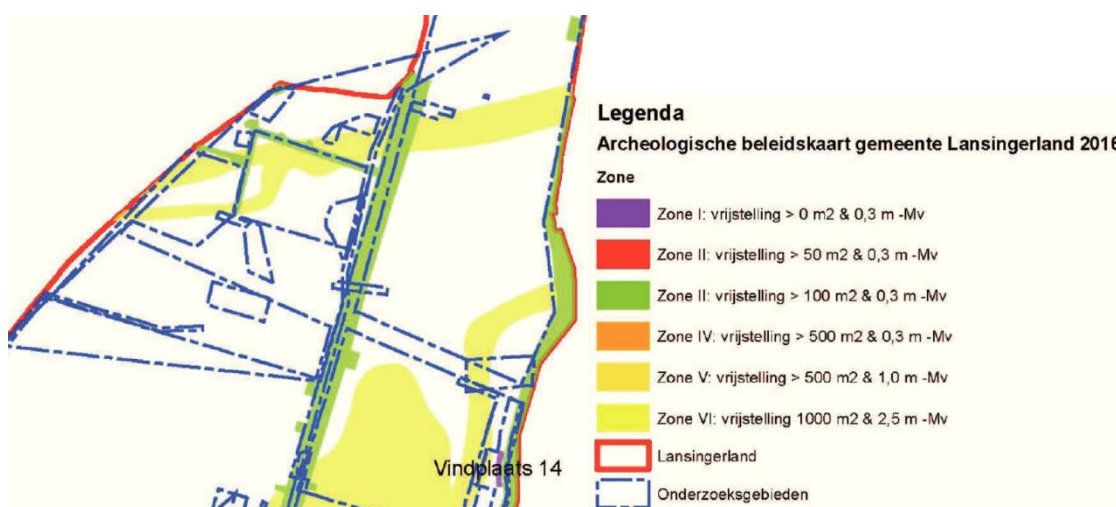 Legenda
Archeologische beleidskaart gemeente Lansingerland 2016
Zone
Zone I: vrijstelling > 0 m2 & 0,3 m -Mv
Zone II: vrijstelling > 50 m2 & 0,3 m -Mv
Zone II: vrijstelling > 100 m2 & 0,3 m -Mv
Zone IV: vrijstelling > 500 m2 & 0,3 m -Mv
Zone V: vrijstelling > 500 m2 & 1,0 m -Mv
Zone VI: vrijstelling 1000 m2 & 2,5 m -Mv
Lansingerland
Onderzoeksgebieden
Vindplaats 14